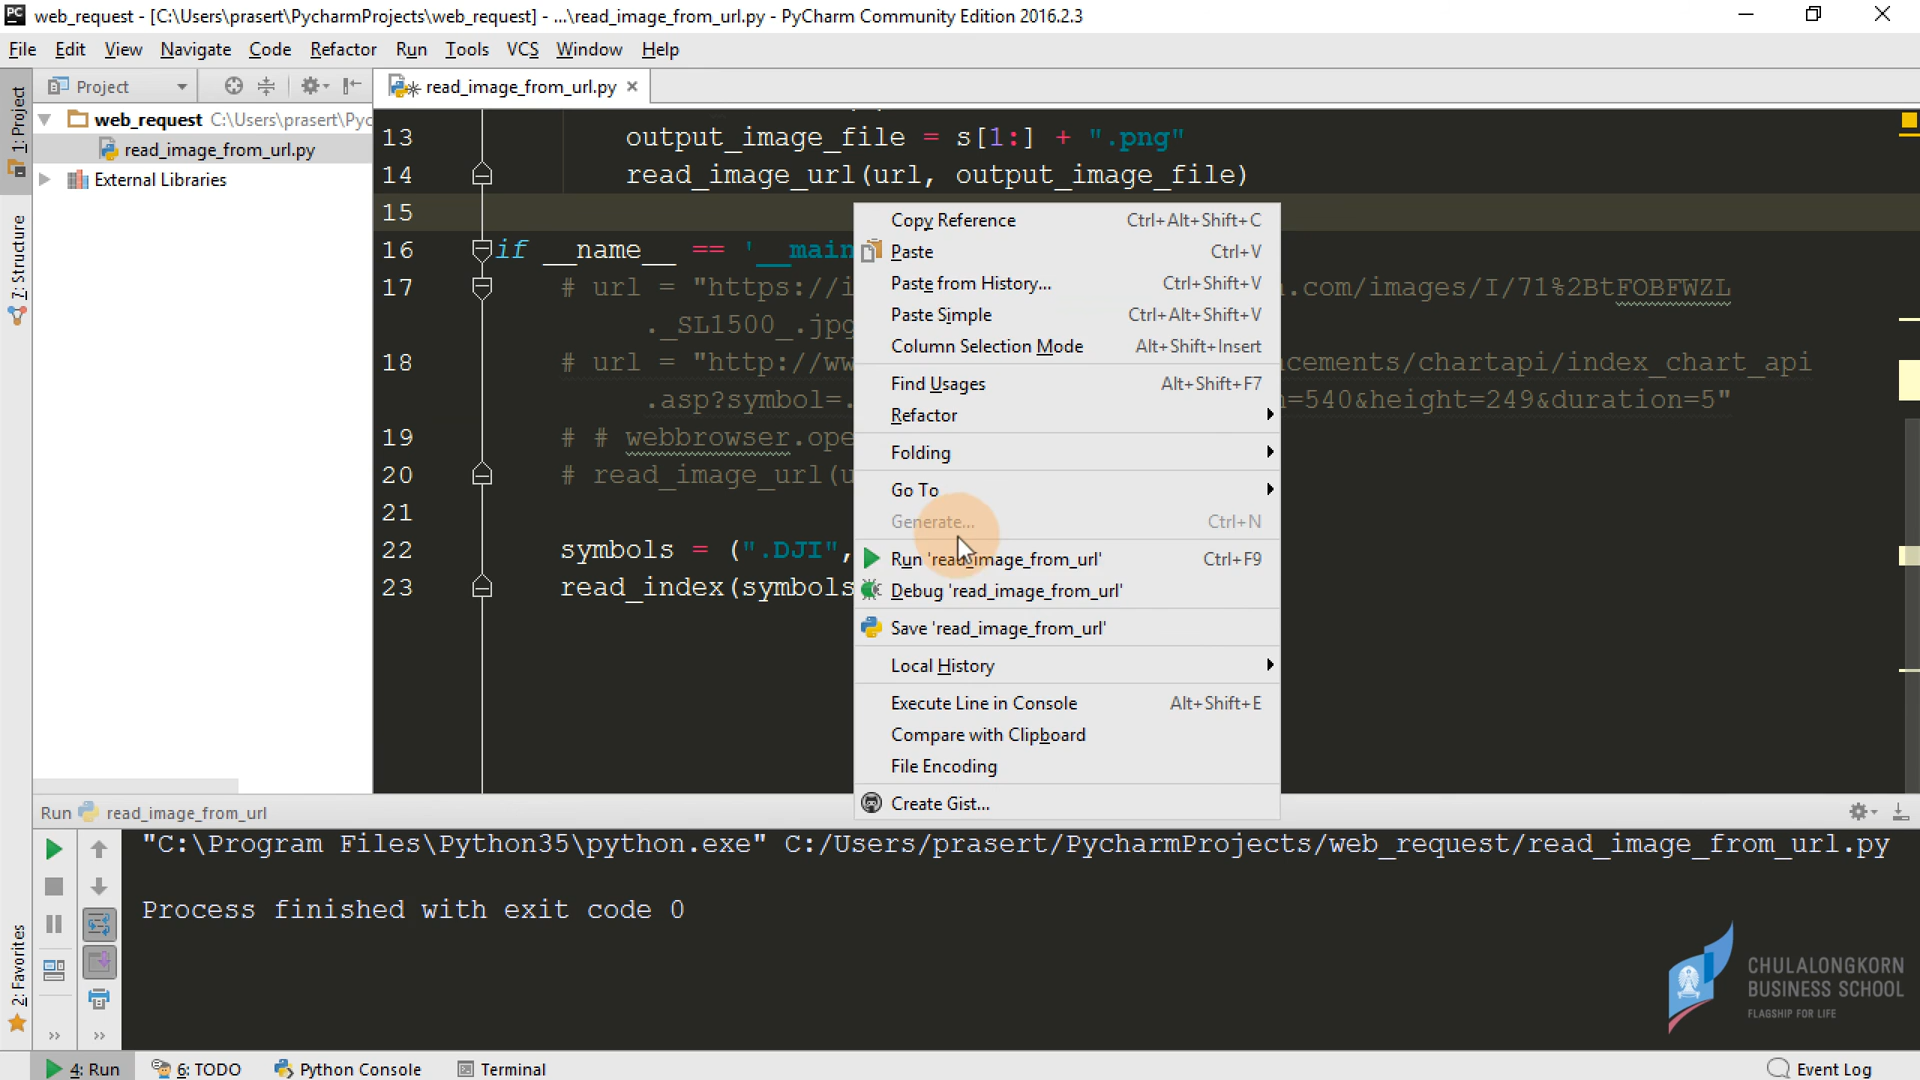 PC web_request - [C:\Users\prasert\PycharmProjects\web_request] - ...\read_image_from_url.py - PyCharm Community Edition 2016.2.3
File Edit View Navigate Code Refactor Run Tools VCS Window Help
Project
read_image_from_url.py
1: Project
7: Structure
2: Favorites
web_request C:\Users\prasert\Pyc
read_image_from_url.py
External Libraries
13 output_image_file = s[1:] + ".png"
14 read_image_url(url, output_image_file)
15
16 if __name__ == '__main
17 # url = "https://i .com/images/I/71%2BtFOBFWZL
._SL1500_.jpg
18 # url = "http://ww cements/chartapi/index_chart_api
.asp?symbol=. =540&height=249&duration=5"
19 # # webbrowser.ope
20 # read_image_url(u
21
22 symbols = (".DJI",
23 read_index(symbols
Copy Reference Ctrl+Alt+Shift+C
Paste Ctrl+V
Paste from History... Ctrl+Shift+V
Paste Simple Ctrl+Alt+Shift+V
Column Selection Mode Alt+Shift+Insert
Find Usages Alt+Shift+F7
Refactor
Folding
Go To
Generate... Ctrl+N
Run 'read_image_from_url' Ctrl+F9
Debug 'read_image_from_url'
Save 'read_image_from_url'
Local History
Execute Line in Console Alt+Shift+E
Compare with Clipboard
File Encoding
Create Gist...
Run read_image_from_url
"C:\Program Files\Python35\python.exe" C:/Users/prasert/PycharmProjects/web_request/read_image_from_url.py
Process finished with exit code 0
CHULALONGKORN
BUSINESS SCHOOL
FLAGSHIP FOR LIFE
4: Run 6: TODO Python Console Terminal Event Log